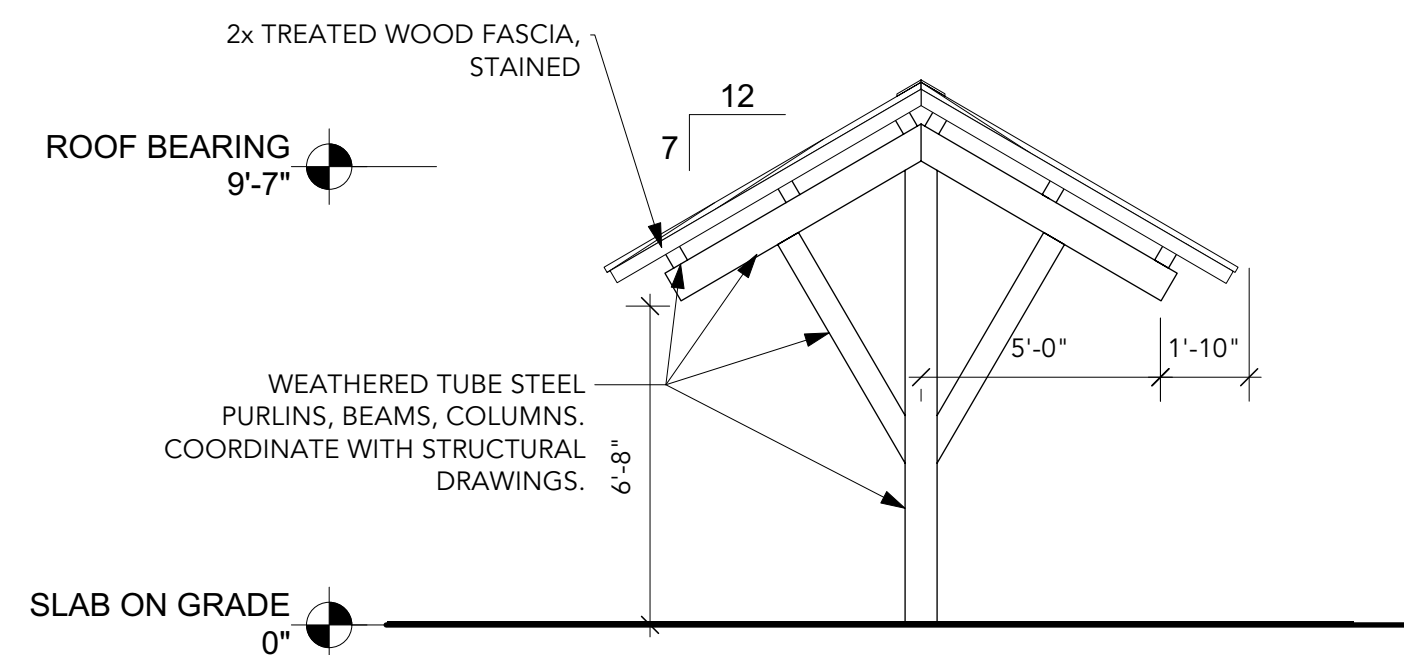 2x TREATED WOOD FASCIA,
STAINED
12
7
ROOF BEARING
9'-7"
5'-0"
1'-10"
WEATHERED TUBE STEEL
PURLINS, BEAMS, COLUMNS.
COORDINATE WITH STRUCTURAL
DRAWINGS.
6'-8"
SLAB ON GRADE
0"